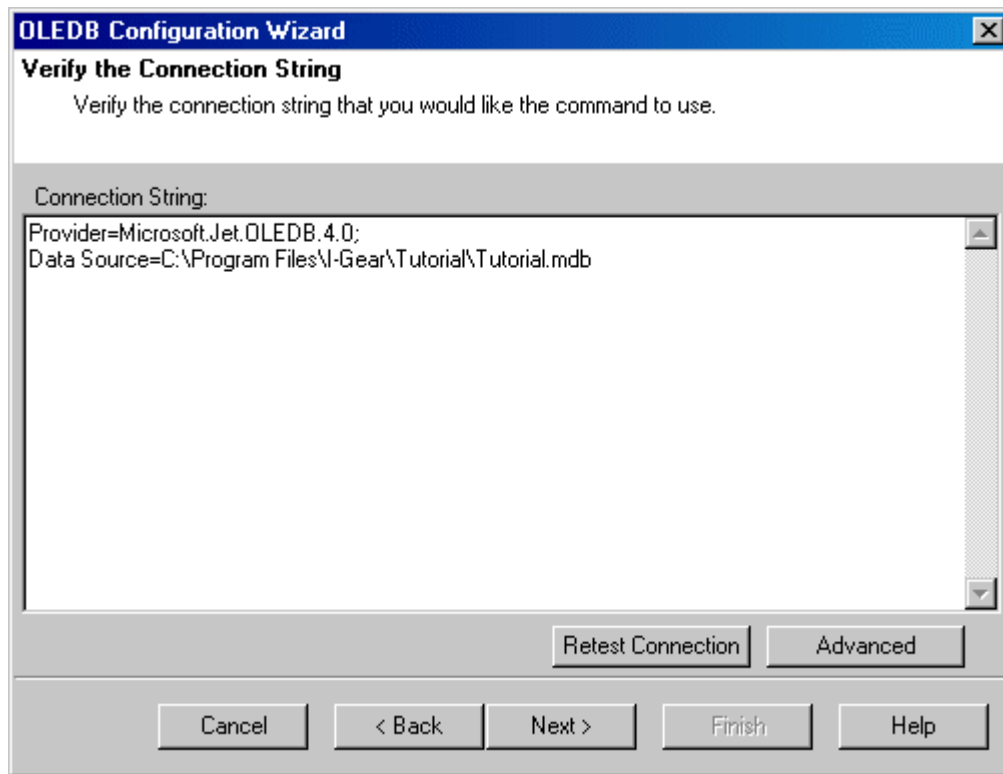 OLEDB Configuration Wizard
Verify the Connection String
Verify the connection string that you would like the command to use.
Connection String:
Provider=Microsoft.Jet.OLEDB.4.0;
Data Source=C:\Program Files\I-Gear\Tutorial\Tutorial.mdb
Retest Connection
Advanced
Cancel
< Back
Next >
Finish
Help